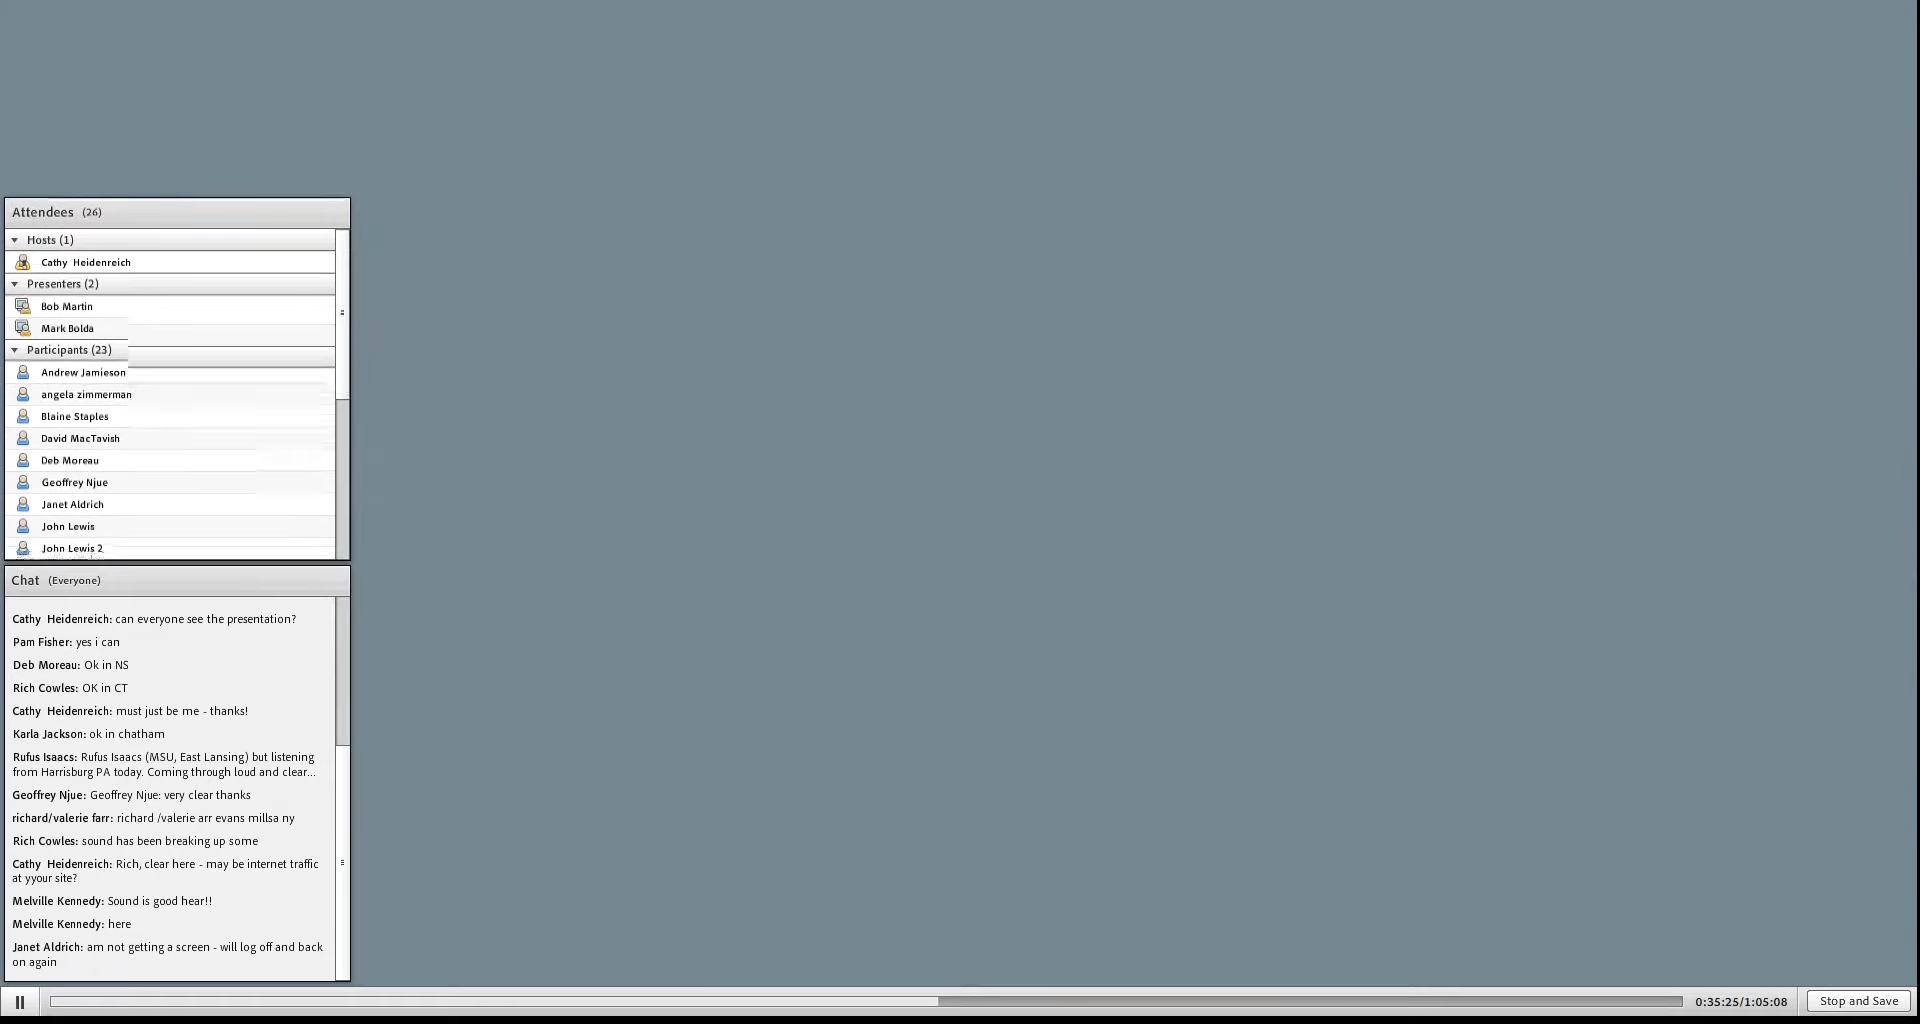 Attendees (26)
Hosts (1)
Cathy Heidenreich
Presenters (2)
Bob Martin
Mark Bolda
Participants (23)
Andrew Jamieson
angela zimmerman
Blaine Staples
David MacTavish
Deb Moreau
Geoffrey Njue
Janet Aldrich
John Lewis
John Lewis 2
Chat (Everyone)
Cathy Heidenreich: can everyone see the presentation?
Pam Fisher: yes i can
Deb Moreau: Ok in NS
Rich Cowles: OK in CT
Cathy Heidenreich: must just be me - thanks!
Karla Jackson: ok in chatham
Rufus Isaacs: Rufus Isaacs (MSU, East Lansing) but listening
from Harrisburg PA today. Coming through loud and clear...
Geoffrey Njue: Geoffrey Njue: very clear thanks
richard/valerie farr: richard /valerie arr evans millsa ny
Rich Cowles: sound has been breaking up some
Cathy Heidenreich: Rich, clear here - may be internet traffic
at yyour site?
Melville Kennedy: Sound is good hear!!
Melville Kennedy: here
Janet Aldrich: am not getting a screen - will log off and back
on again
0:35:25/1:05:08
Stop and Save